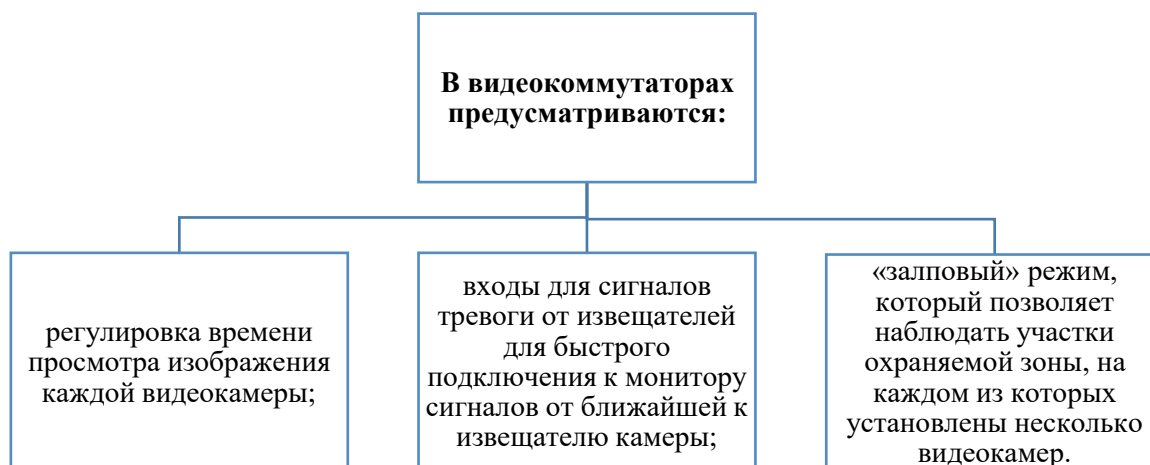 В видеокоммутаторах
предусматриваются:
регулировка времени
просмотра изображения
каждой видеокамеры;
входы для сигналов
тревоги от извещателей
для быстрого
подключения к монитору
сигналов от ближайшей к
извещателю камеры;
«залповый» режим,
который позволяет
наблюдать участки
охраняемой зоны, на
каждом из которых
установлены несколько
видеокамер.